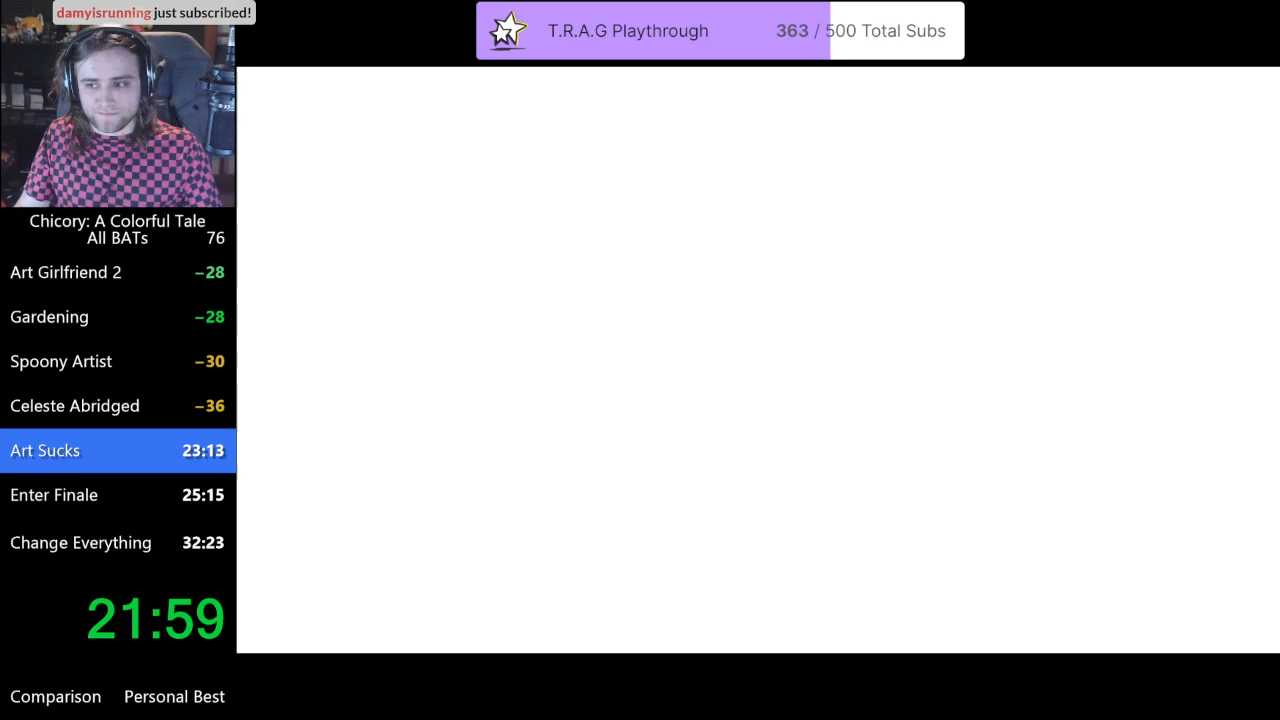 damyisrunning just subscribed!
T.R.A.G Playthrough 363 / 500 Total Subs
Chicory: A Colorful Tale
All BATs 76
Art Girlfriend 2 −28
Gardening −28
Spoony Artist −30
Celeste Abridged −36
Art Sucks 23:13
Enter Finale 25:15
Change Everything 32:23
21:59
Comparison Personal Best